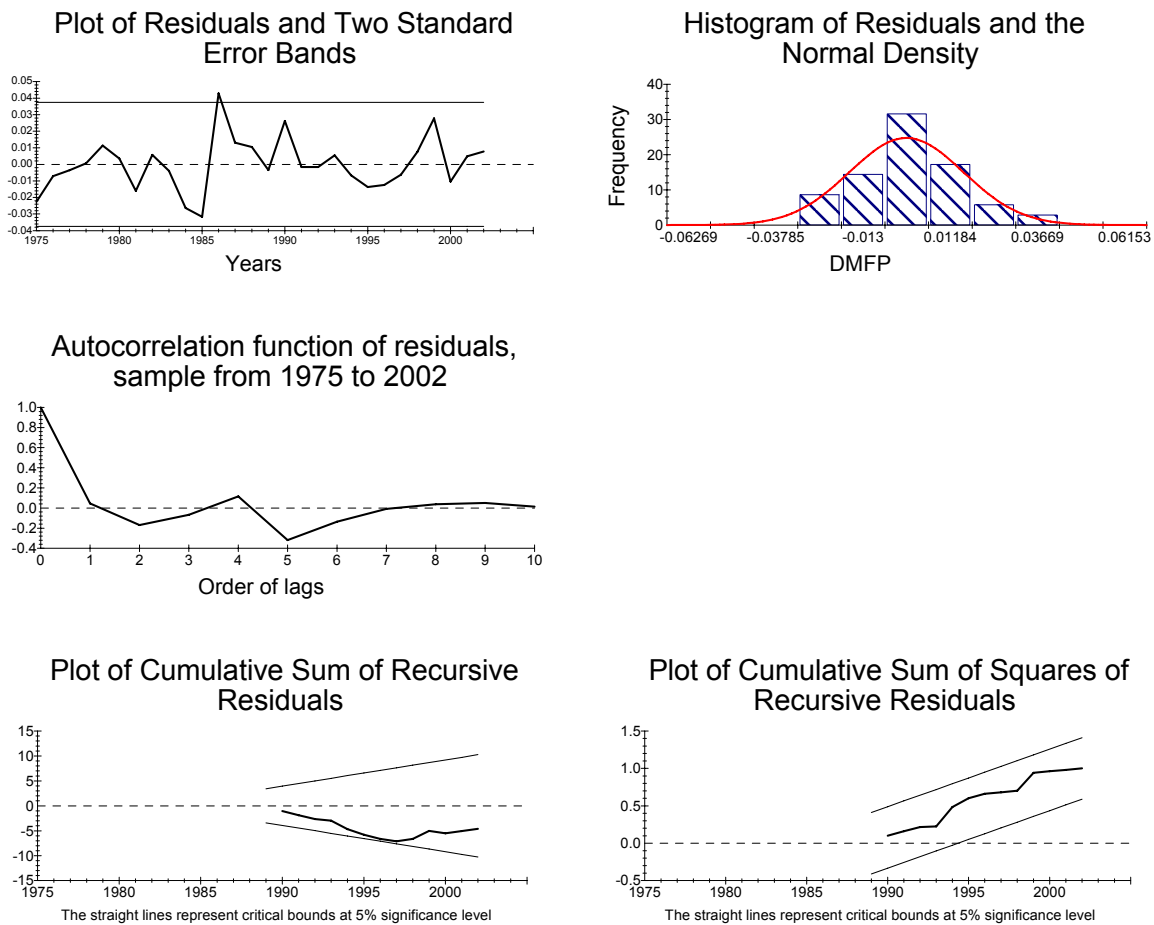 Plot of Residuals and Two Standard
Error Bands
0.05
0.04
0.03
0.02
0.01
0.00
-0.01
-0.02
-0.03
-0.04
1975 1980 1985 1990 1995 2000
Years
Histogram of Residuals and the
Normal Density
Frequency
40
30
20
10
0
-0.06269 -0.03785 -0.013 0.01184 0.03669 0.06153
DMFP
Autocorrelation function of residuals,
sample from 1975 to 2002
1.0
0.8
0.6
0.4
0.2
0.0
-0.2
-0.4
0 1 2 3 4 5 6 7 8 9 10
Order of lags
Plot of Cumulative Sum of Recursive
Residuals
15
10
5
0
-5
-10
-15
1975 1980 1985 1990 1995 2000
The straight lines represent critical bounds at 5% significance level
Plot of Cumulative Sum of Squares of
Recursive Residuals
1.5
1.0
0.5
0.0
-0.5
1975 1980 1985 1990 1995 2000
The straight lines represent critical bounds at 5% significance level